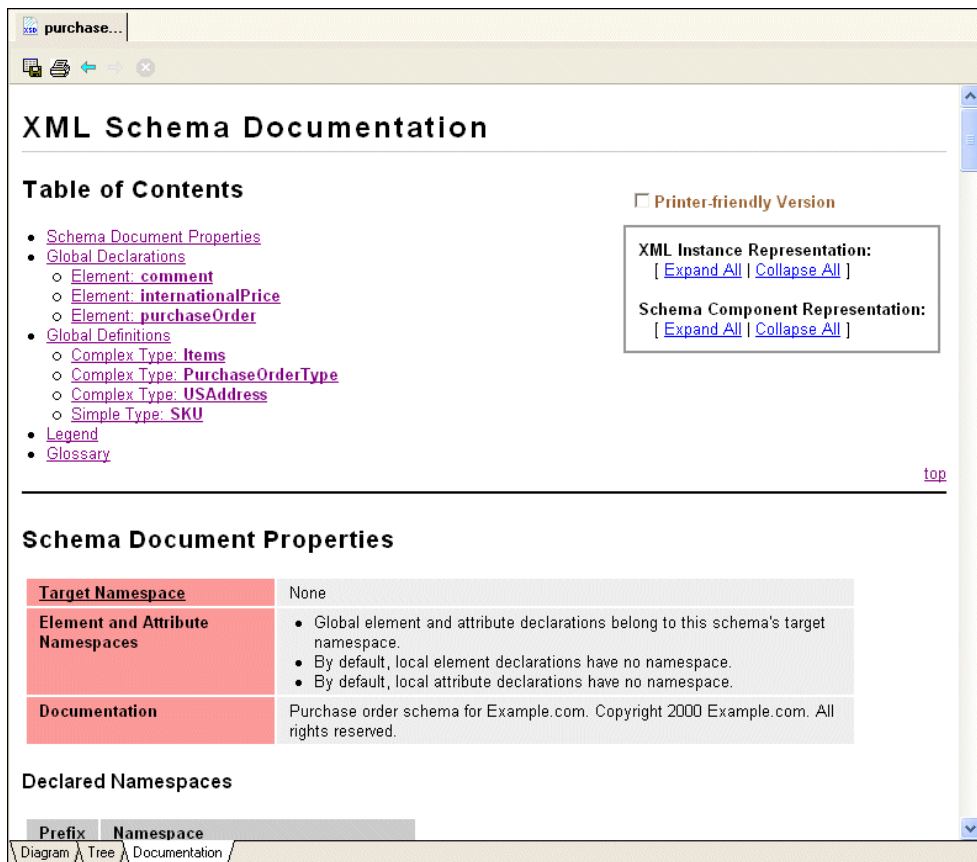 purchase...
XML Schema Documentation
Table of Contents
Printer-friendly Version
Schema Document Properties
Global Declarations
Element: comment
Element: internationalPrice
Element: purchaseOrder
Global Definitions
Complex Type: Items
Complex Type: PurchaseOrderType
Complex Type: USAddress
Simple Type: SKU
Legend
Glossary
XML Instance Representation:
[ Expand All | Collapse All ]
Schema Component Representation:
[ Expand All | Collapse All ]
top
Schema Document Properties
Target Namespace
None
Element and Attribute
Namespaces
Global element and attribute declarations belong to this schema's target
namespace.
By default, local element declarations have no namespace.
By default, local attribute declarations have no namespace.
Documentation
Purchase order schema for Example.com. Copyright 2000 Example.com. All
rights reserved.
Declared Namespaces
Prefix Namespace
Diagram Tree Documentation